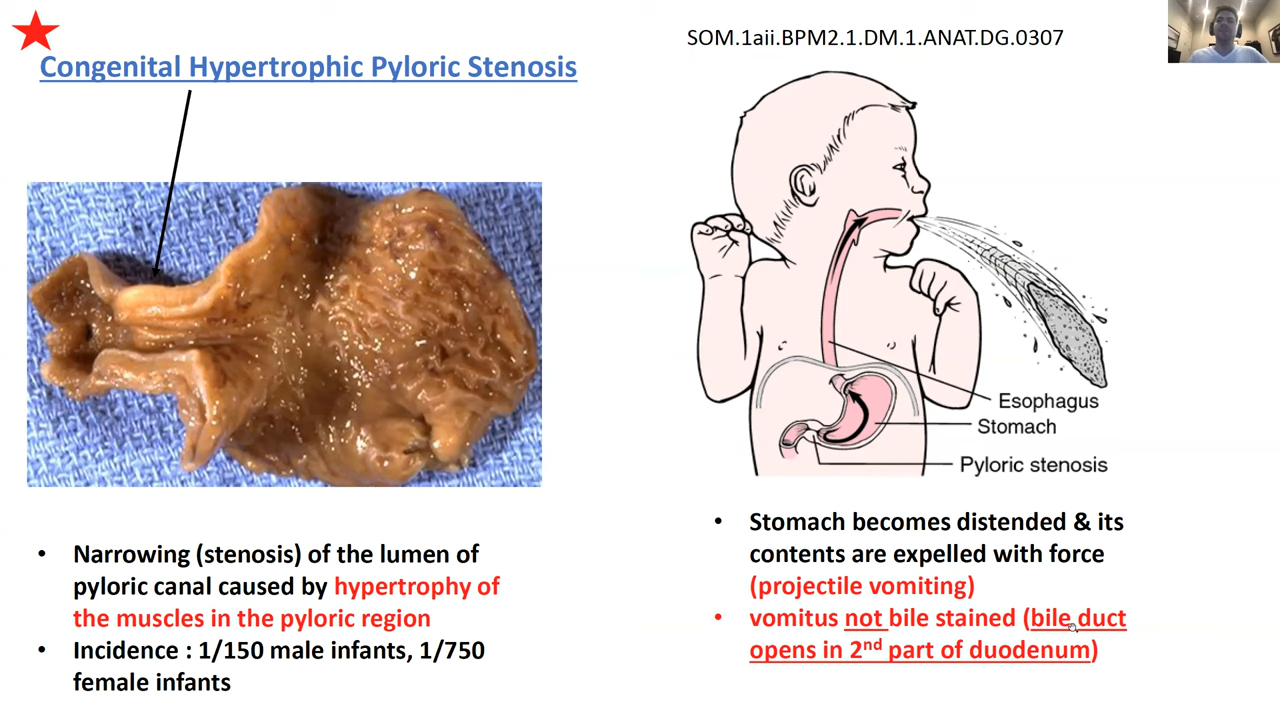 SOM.1aii.BPM2.1.DM.1.ANAT.DG.0307
Congenital Hypertrophic Pyloric Stenosis
Esophagus
Stomach
Pyloric stenosis
• Narrowing (stenosis) of the lumen of
pyloric canal caused by hypertrophy of
the muscles in the pyloric region
• Incidence : 1/150 male infants, 1/750
female infants
• Stomach becomes distended & its
contents are expelled with force
(projectile vomiting)
• vomitus not bile stained (bile duct
opens in 2nd part of duodenum)